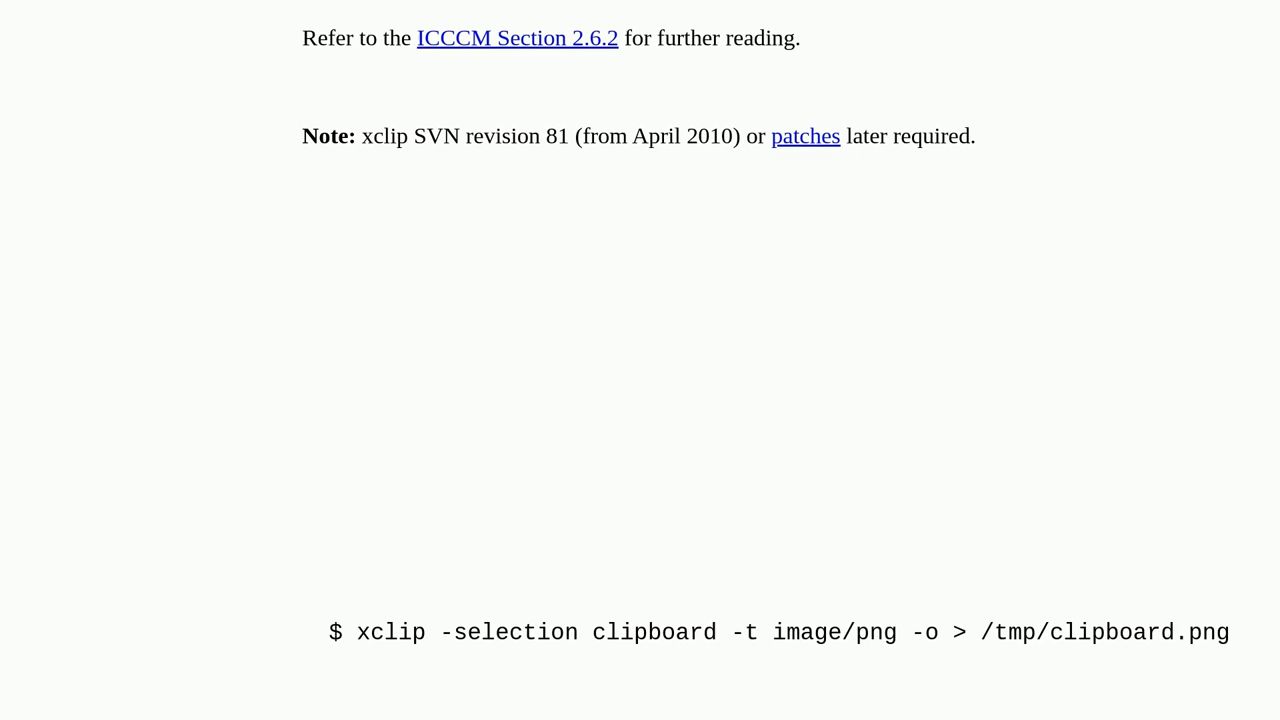 Refer to the ICCCM Section 2.6.2 for further reading.
Note: xclip SVN revision 81 (from April 2010) or patches later required.
$ xclip -selection clipboard -t image/png -o > /tmp/clipboard.png